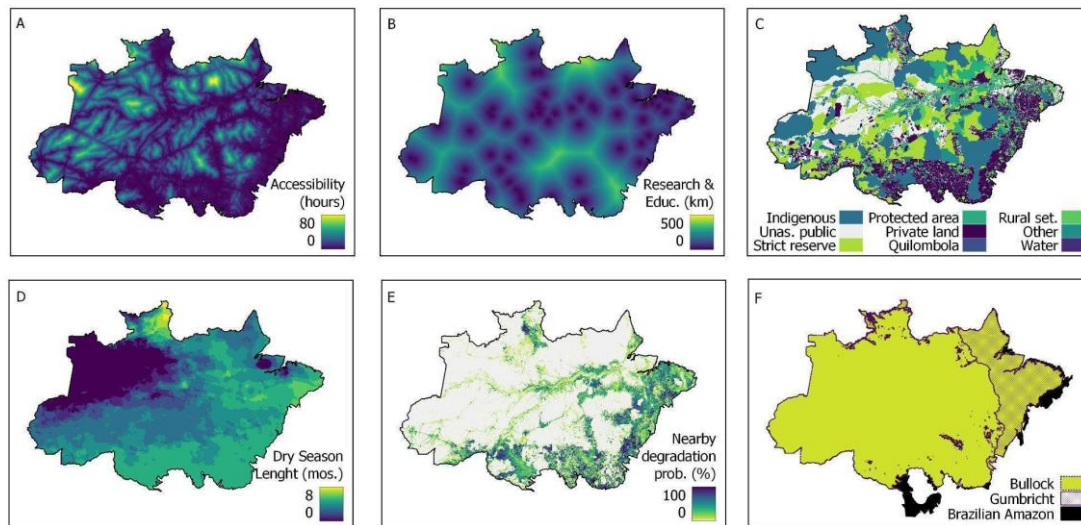 A
Accessibility
(hours)
80
0
B
Research &
Educ. (km)
500
0
C
Indigenous
Protected area
Rural set.
Unas. public
Private land
Other
Strict reserve
Quilombola
Water
D
Dry Season
Lenght (mos.)
8
0
E
Nearby
degradation
prob. (%)
100
0
F
Bullock
Gumbricht
Brazilian Amazon